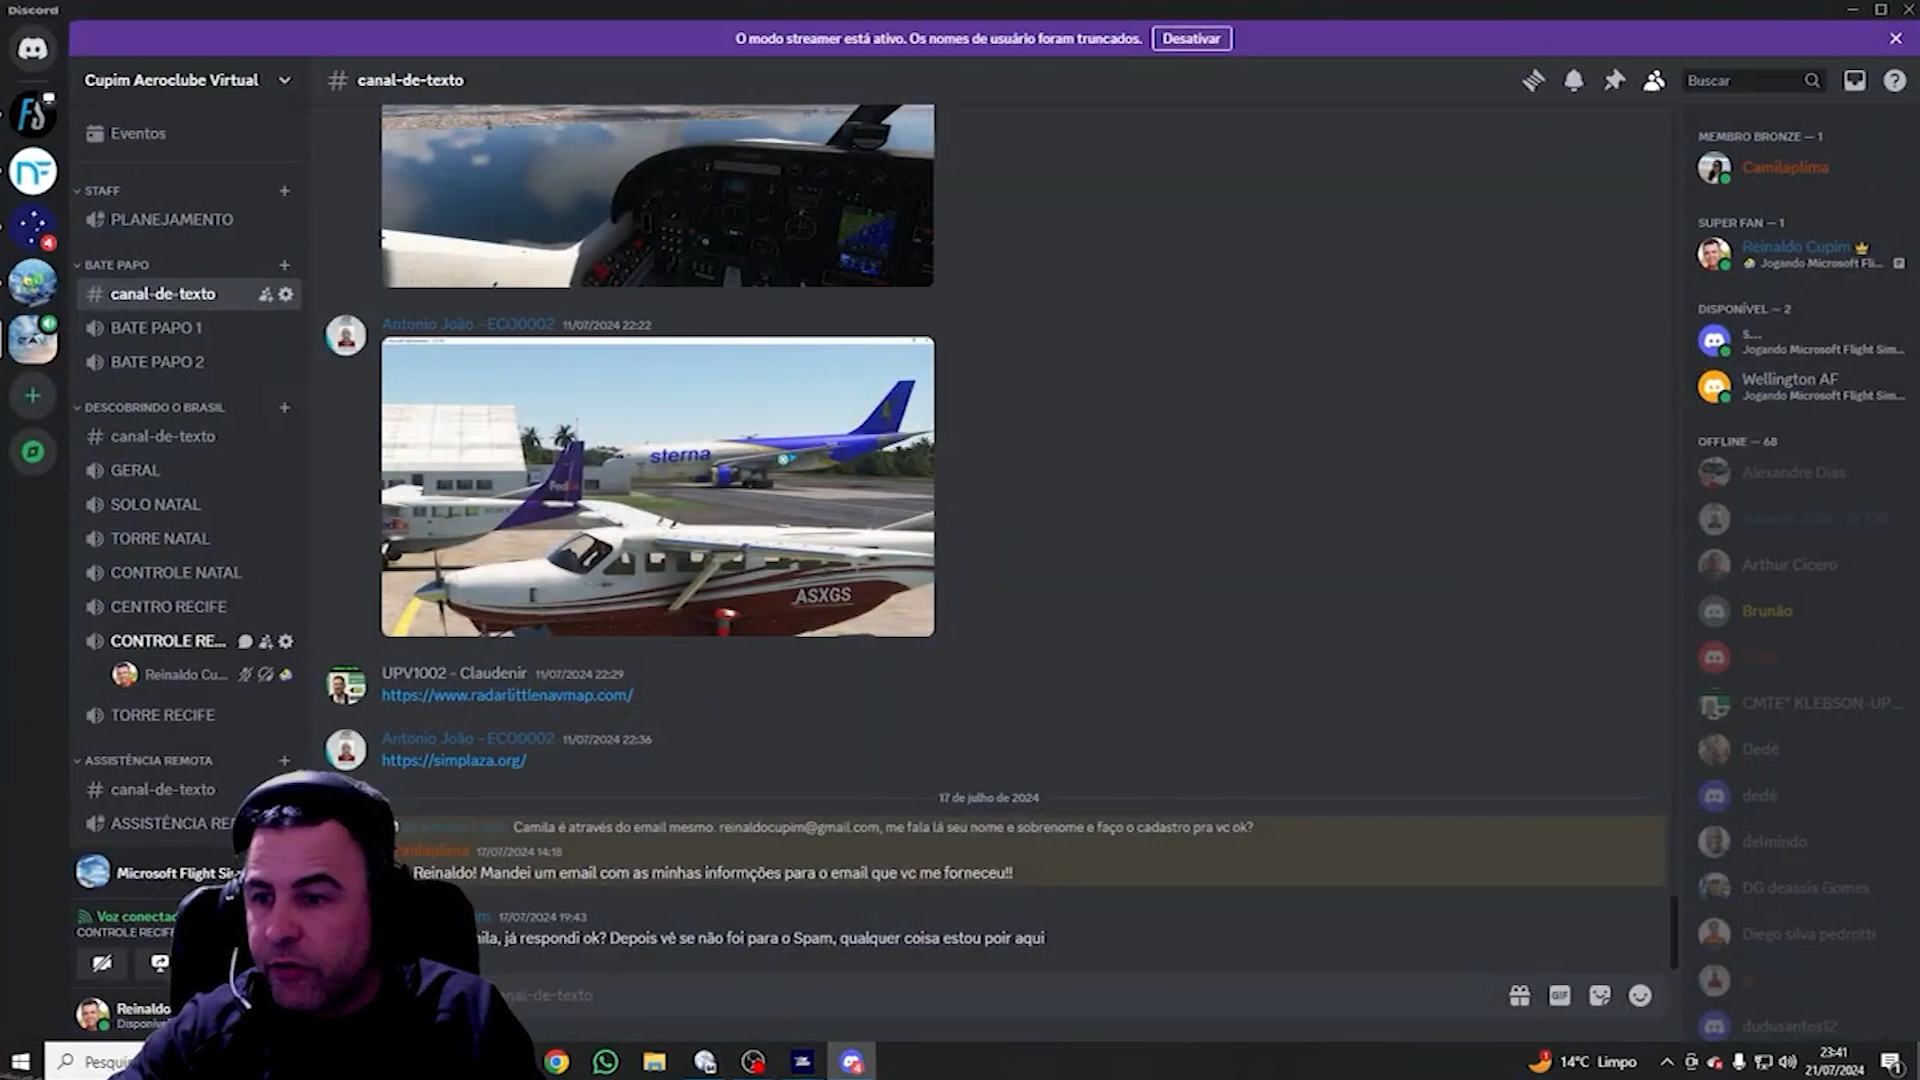 Discord
O modo streamer está ativo. Os nomes de usuário foram truncados.
Desativar
Cupim Aeroclube Virtual
canal-de-texto
Buscar
Eventos
STAFF
PLANEJAMENTO
BATE PAPO
canal-de-texto
BATE PAPO 1
BATE PAPO 2
DESCOBRINDO O BRASIL
canal-de-texto
GERAL
SOLO NATAL
TORRE NATAL
CONTROLE NATAL
CENTRO RECIFE
CONTROLE RE...
Reinaldo Cu...
TORRE RECIFE
ASSISTÊNCIA REMOTA
canal-de-texto
ASSISTÊNCIA RE
Microsoft Flight Si
Voz conectad
CONTROLE RECIFE
Reinaldo
Disponível
Antonio João - ECO0002 11/07/2024 22:22
sterna
FedEx
ASXGS
UPV1002 - Claudenir 11/07/2024 22:29
https://www.radarlittlenavmap.com/
Antonio João - ECO0002 11/07/2024 22:36
https://simplaza.org/
17 de julho de 2024
Camila é através do email mesmo. reinaldocupim@gmail.com, me fala lá seu nome e sobrenome e faço o cadastro pra vc ok?
17/07/2024 14:18
Reinaldo! Mandei um email com as minhas informções para o email que vc me forneceu!!
17/07/2024 19:43
mila, já respondi ok? Depois vê se não foi para o Spam, qualquer coisa estou poir aqui
anal-de-texto
GIF
MEMBRO BRONZE — 1
Camilaplima
SUPER FAN — 1
Reinaldo Cupim
Jogando Microsoft Fli...
DISPONÍVEL — 2
s...
Jogando Microsoft Flight Sim...
Wellington AF
Jogando Microsoft Flight Sim...
OFFLINE — 68
Alexandre Dias
Arthur Cicero
Brunão
CMTE° KLEBSON-UP...
Dedé
dedé
delmindo
DG deassis Gomes
Diego silva pedrotti
dudusantos12
Pesqui
14°C Limpo
23:41
21/07/2024